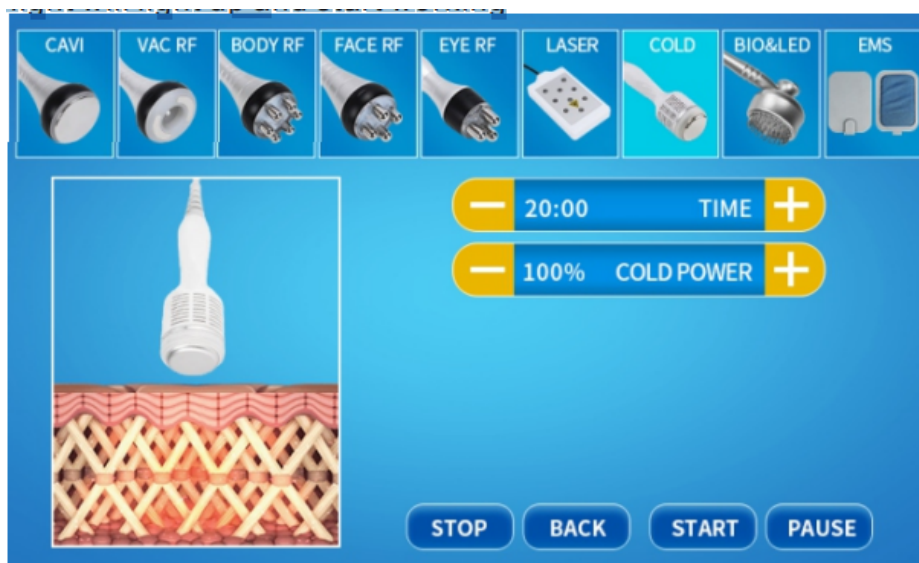 CAVI VAC RF BODY RF FACE RF EYE RF LASER COLD BIO&LED EMS
20:00 TIME
100% COLD POWER
STOP BACK START PAUSE